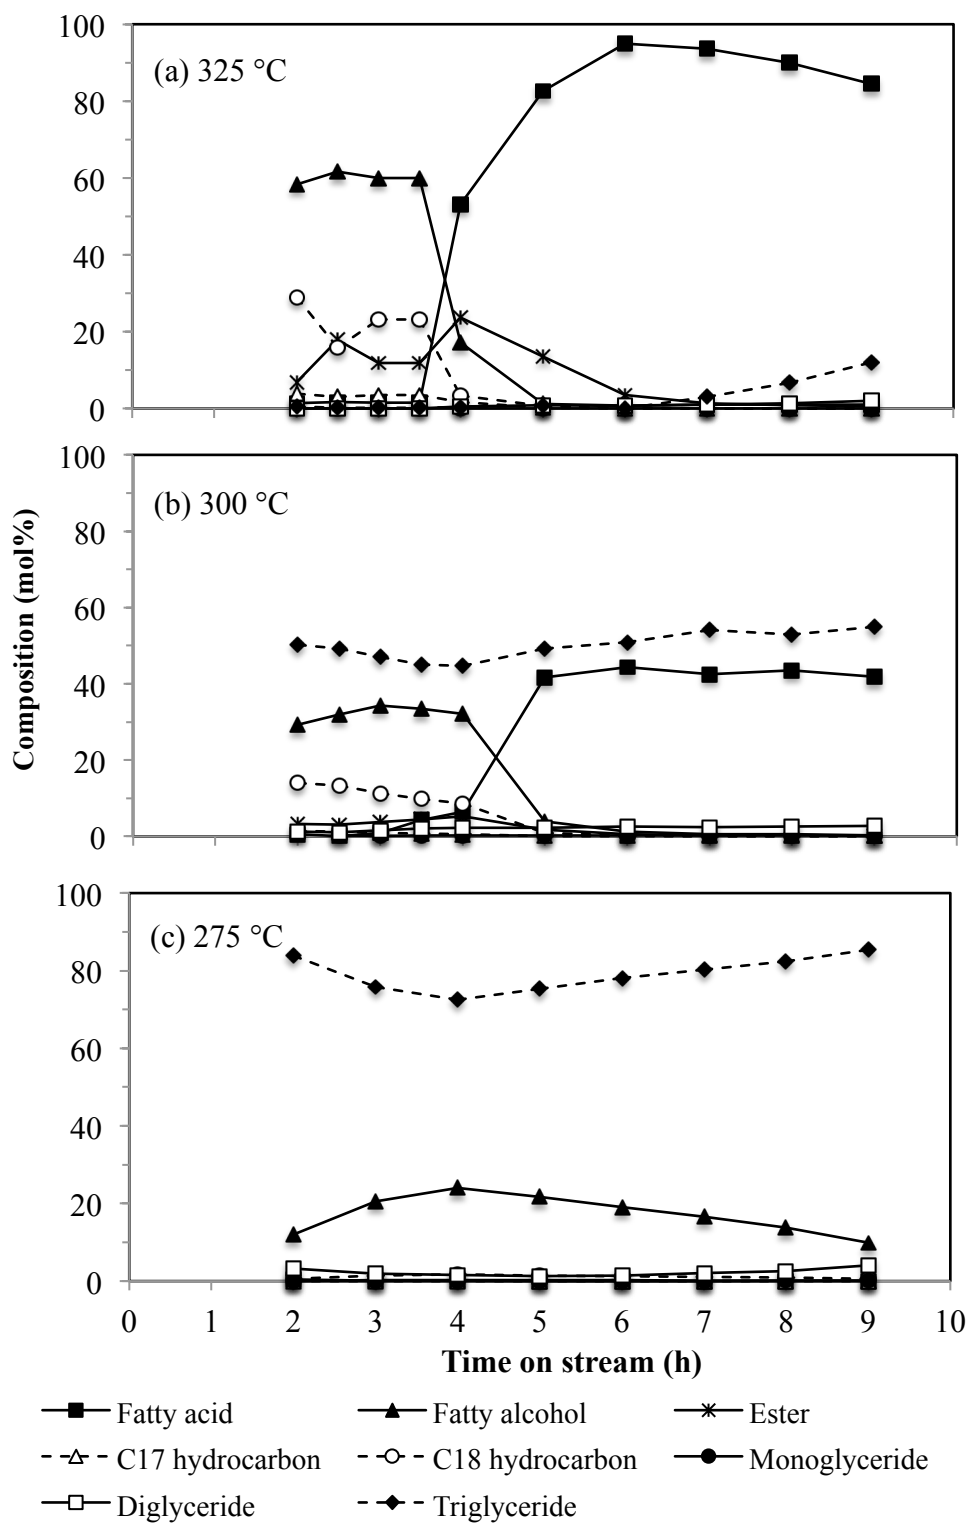 100
(a) 325 °C
80
60
40
20
0
100
(b) 300 °C
80
60
40
20
0
Composition (mol%)
100
(c) 275 °C
80
60
40
20
0
0 1 2 3 4 5 6 7 8 9 10
Time on stream (h)
Fatty acid Fatty alcohol Ester
C17 hydrocarbon C18 hydrocarbon Monoglyceride
Diglyceride Triglyceride